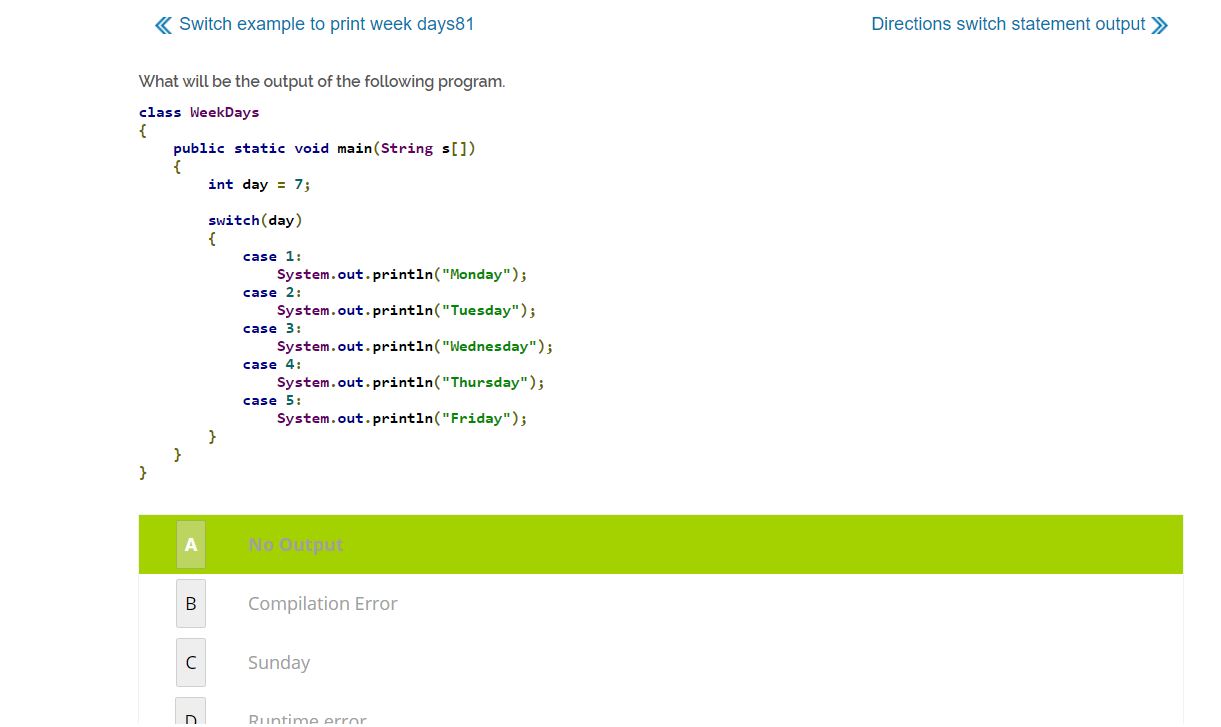 Switch example to print week days81
Directions switch statement output
What will be the output of the following program.
class WeekDays
{
    public static void main(String s[])
    {
        int day = 7;

        switch(day)
        {
            case 1:
                System.out.println("Monday");
            case 2:
                System.out.println("Tuesday");
            case 3:
                System.out.println("Wednesday");
            case 4:
                System.out.println("Thursday");
            case 5:
                System.out.println("Friday");
        }
    }
}
A No Output
B Compilation Error
C Sunday
D Runtime error